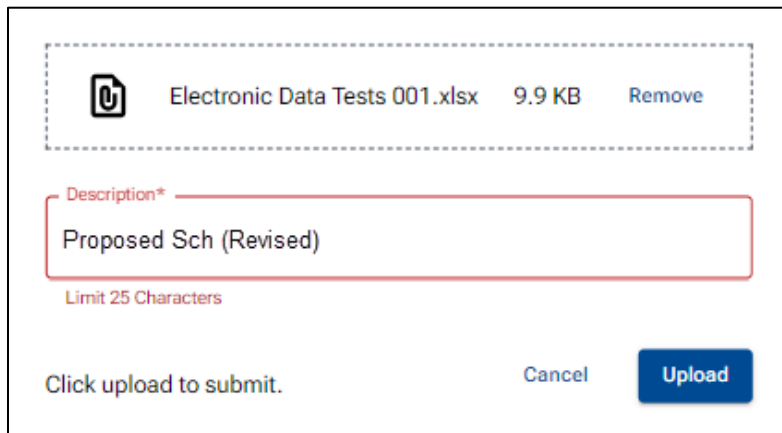 Electronic Data Tests 001.xlsx 9.9 KB Remove
Description*
Proposed Sch (Revised)
Limit 25 Characters
Click upload to submit. Cancel Upload